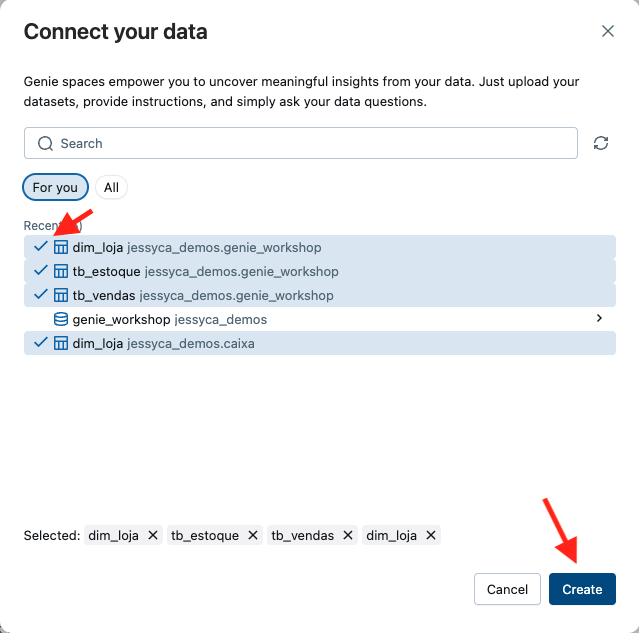 Connect your data
Genie spaces empower you to uncover meaningful insights from your data. Just upload your
datasets, provide instructions, and simply ask your data questions.
Search
For you
All
dim_loja jessyca_demos.genie_workshop
tb_estoque jessyca_demos.genie_workshop
tb_vendas jessyca_demos.genie_workshop
genie_workshop jessyca_demos
dim_loja jessyca_demos.caixa
Selected: dim_loja tb_estoque tb_vendas dim_loja
Cancel
Create